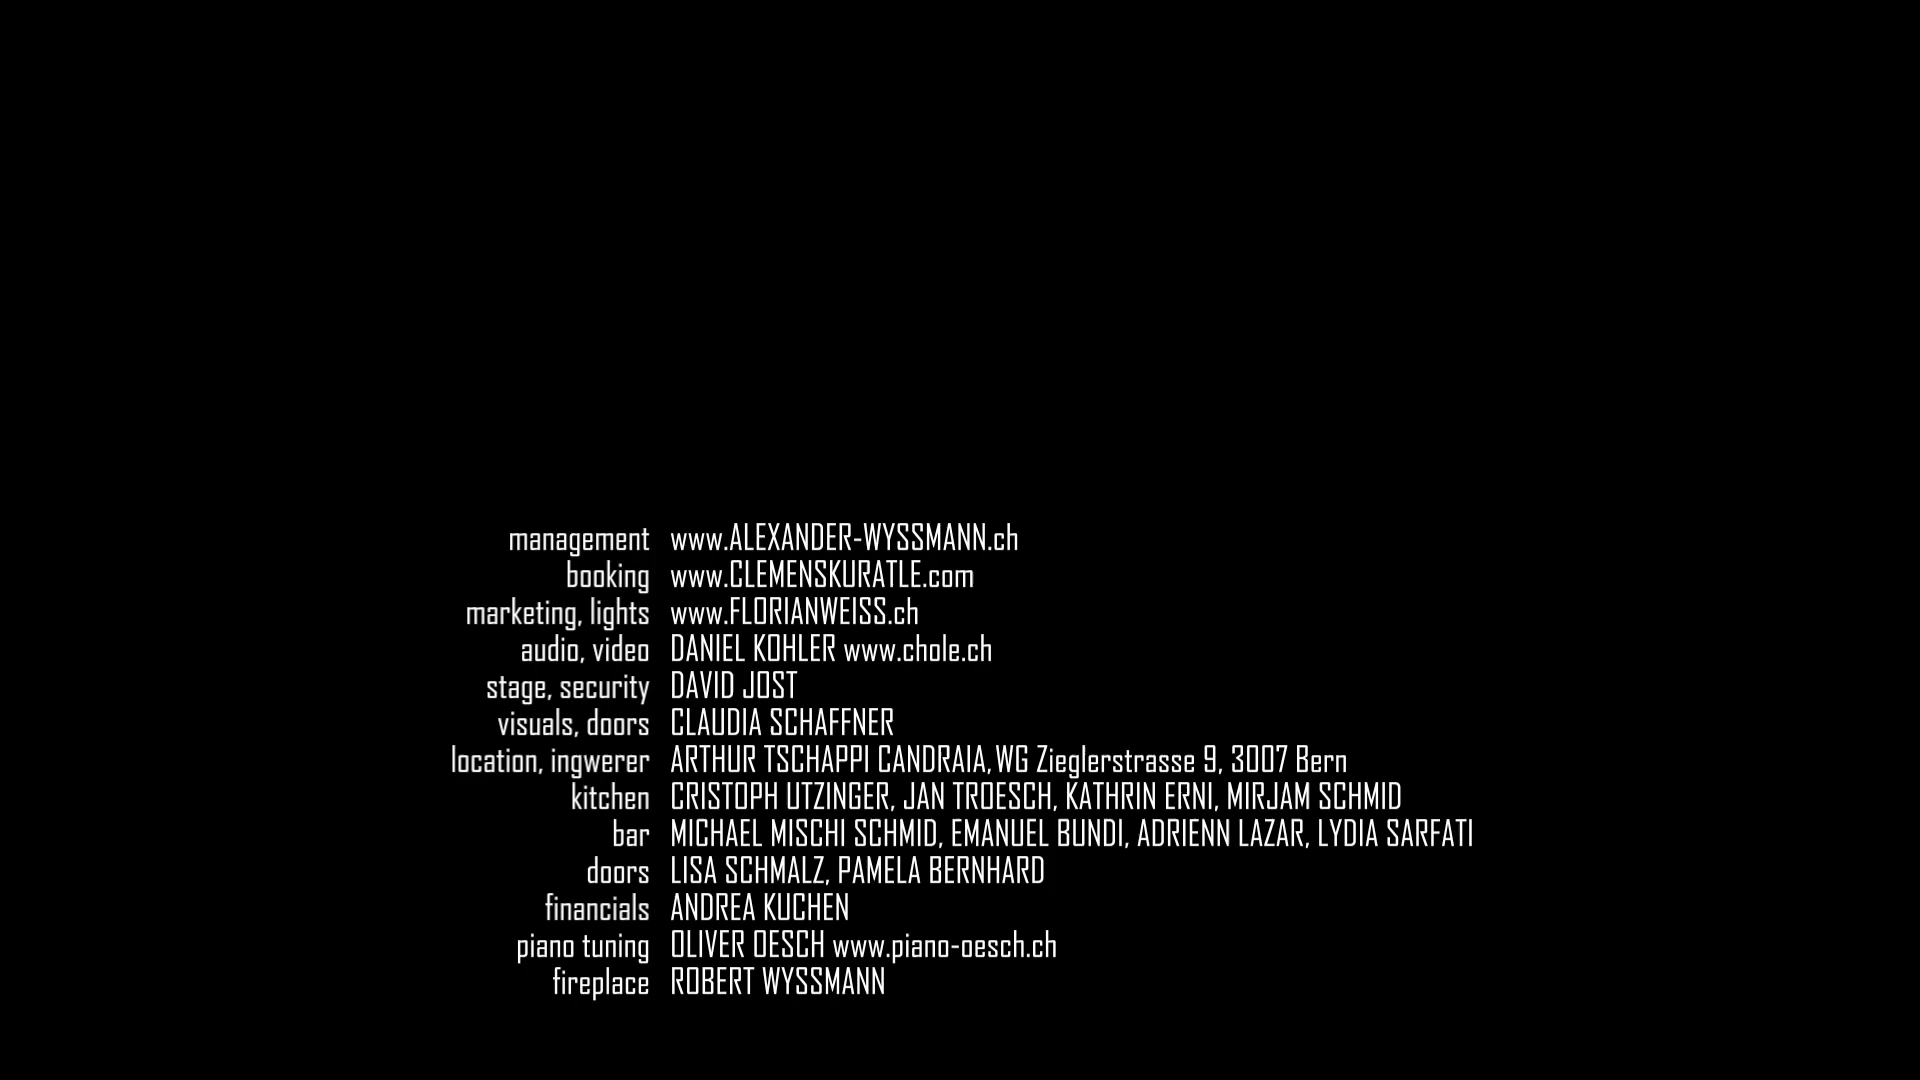 management www.ALEXANDER-WYSSMANN.ch
booking www.CLEMENSKURATLE.com
marketing, lights www.FLORIANWEISS.ch
audio, video DANIEL KOHLER www.chole.ch
stage, security DAVID JOST
visuals, doors CLAUDIA SCHAFFNER
location, ingwerer ARTHUR TSCHAPPI CANDRAIA, WG Zieglerstrasse 9, 3007 Bern
kitchen CRISTOPH UTZINGER, JAN TROESCH, KATHRIN ERNI, MIRJAM SCHMID
bar MICHAEL MISCHI SCHMID, EMANUEL BUNDI, ADRIENN LAZAR, LYDIA SARFATI
doors LISA SCHMALZ, PAMELA BERNHARD
financials ANDREA KUCHEN
piano tuning OLIVER OESCH www.piano-oesch.ch
fireplace ROBERT WYSSMANN